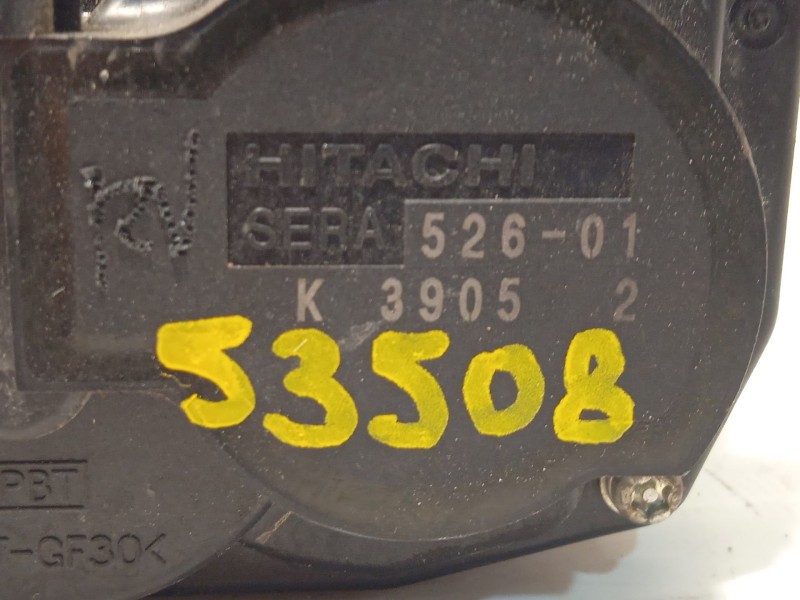 HITACHI
SERA 526-01
K 3905 2
53508
PBT
-GF30<